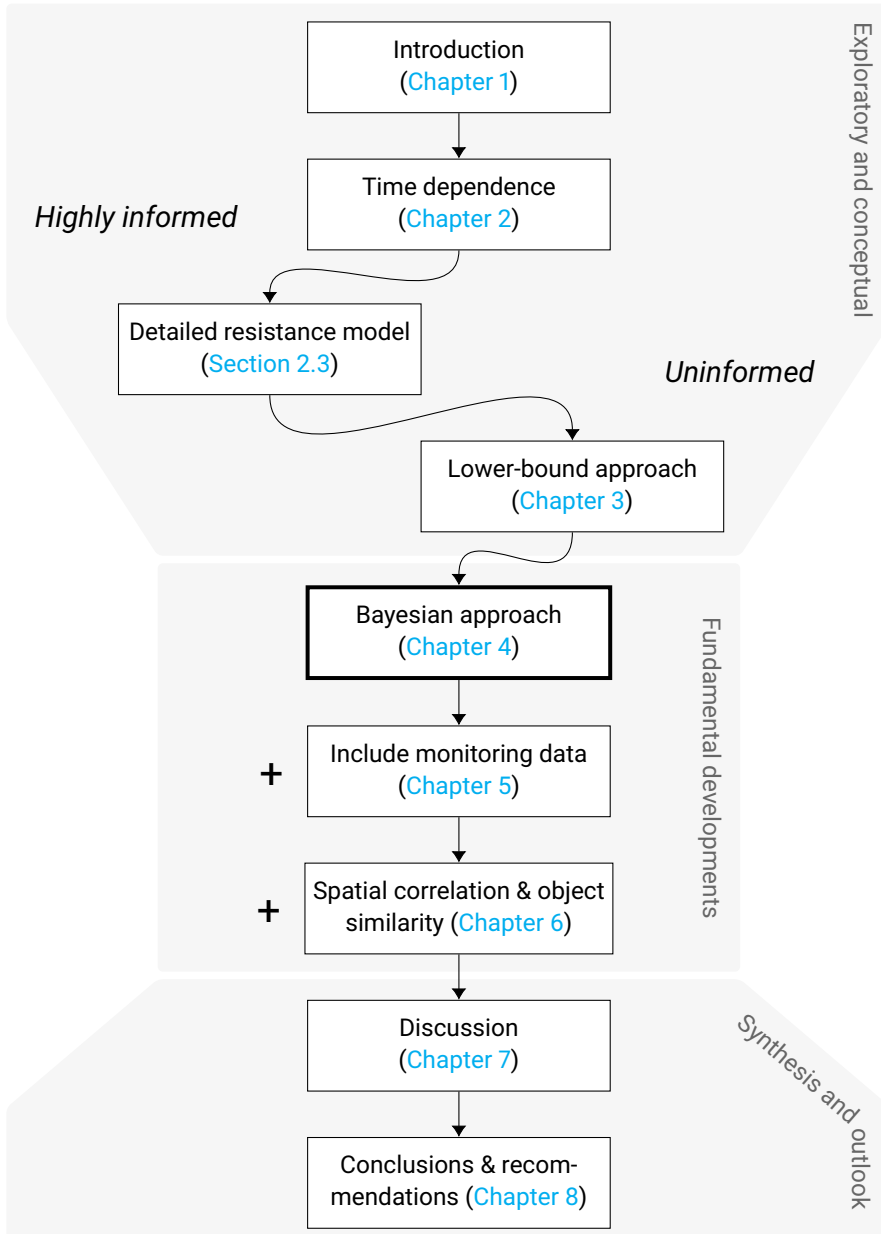 Introduction
(Chapter 1)
Exploratory and conceptual
Time dependence
(Chapter 2)
Highly informed
Detailed resistance model
(Section 2.3)
Uninformed
Lower-bound approach
(Chapter 3)
Bayesian approach
(Chapter 4)
Fundamental developments
+
Include monitoring data
(Chapter 5)
+
Spatial correlation & object
similarity (Chapter 6)
Discussion
(Chapter 7)
Synthesis and outlook
Conclusions & recom-
mendations (Chapter 8)